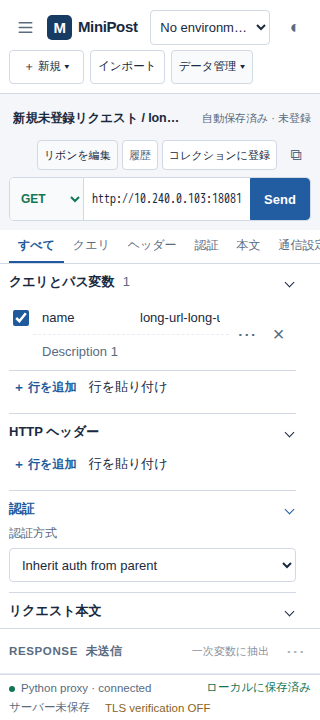 M MiniPost No environm…
+ 新規 ▾ インポート データ管理 ▾
新規未登録リクエスト / lon… 自動保存済み · 未登録
リボンを編集 履歴 コレクションに登録
GET http://10.240.0.103:18081 Send
すべて クエリ ヘッダー 認証 本文 通信設定
クエリとパス変数 1
name long-url-long-u
Description 1
+ 行を追加 行を貼り付け
HTTP ヘッダー
+ 行を追加 行を貼り付け
認証
認証方式
Inherit auth from parent
リクエスト本文
RESPONSE 未送信 一次変数に抽出 ···
Python proxy · connected ローカルに保存済み
サーバー未保存 TLS verification OFF